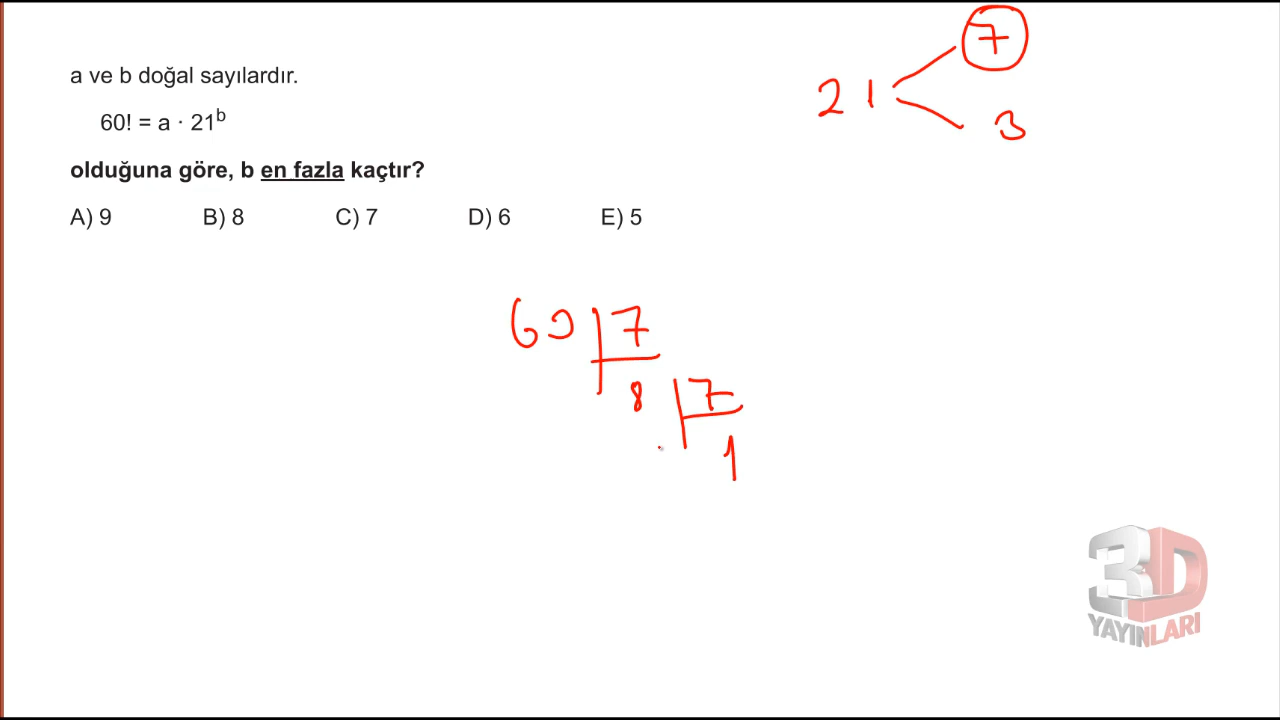 a ve b doğal sayılardır.
60! = a · 21^b
olduğuna göre, b en fazla kaçtır?
A) 9 B) 8 C) 7 D) 6 E) 5
21 7
3
60 7
8 7
1
3D
YAYINLARI